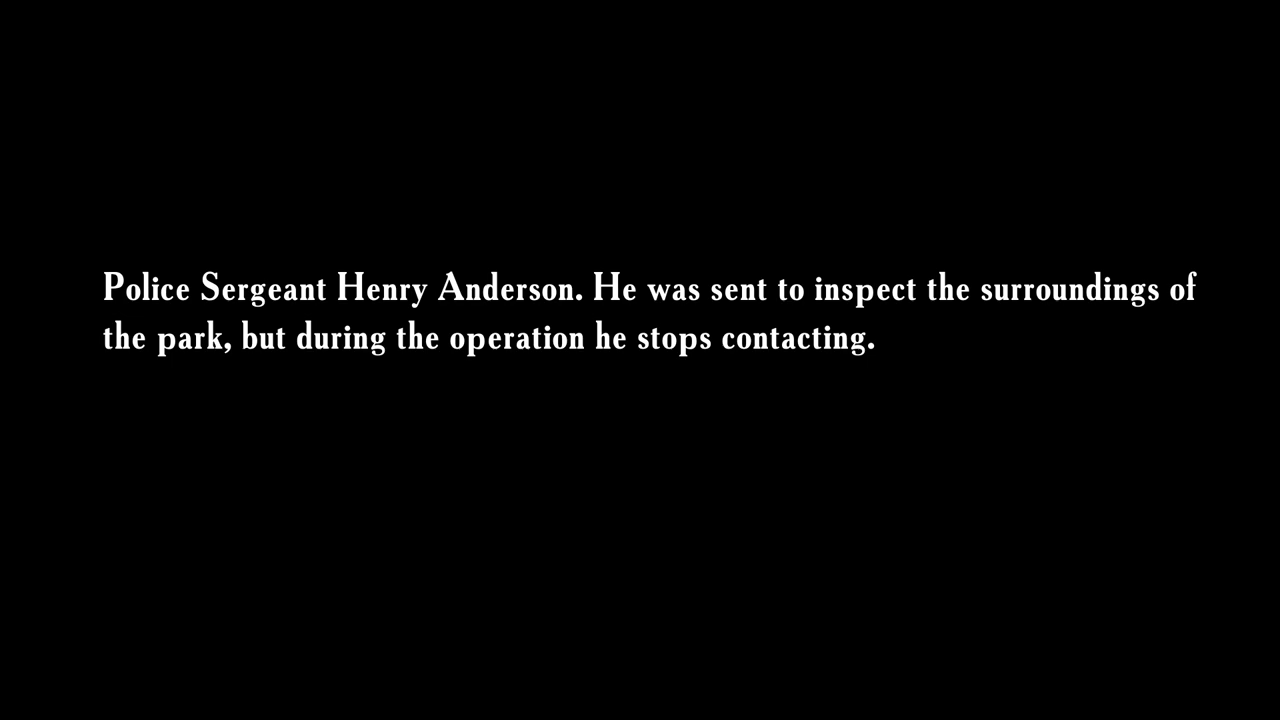 Police Sergeant Henry Anderson. He was sent to inspect the surroundings of
the park, but during the operation he stops contacting.